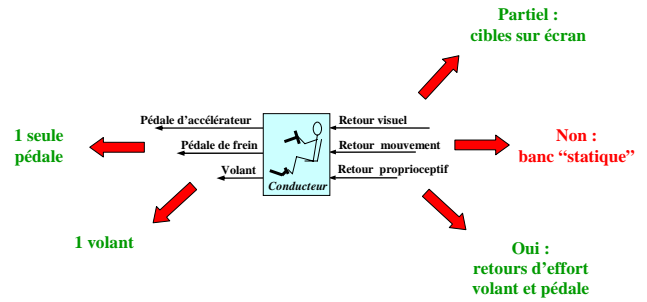 Partiel :
cibles sur écran
Pédale d'accélérateur
Retour visuel
1 seule
pédale
Pédale de frein
Retour mouvement
Non :
banc “statique”
Volant
Retour proprioceptif
Conducteur
1 volant
Oui :
retours d'effort
volant et pédale